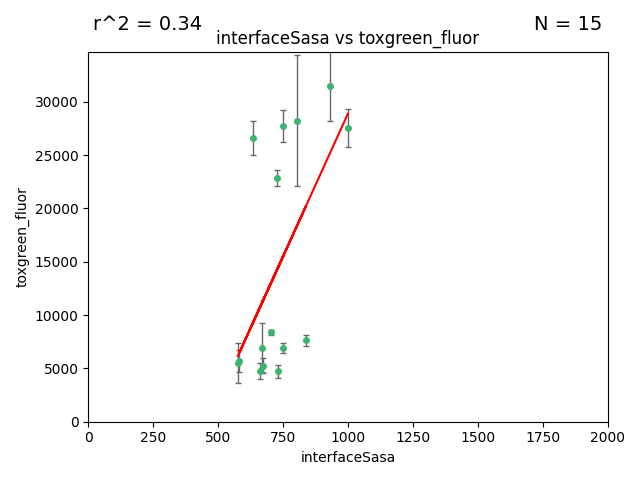 r^2 = 0.34
N = 15
interfaceSasa vs toxgreen_fluor
30000
25000
20000
15000
10000
5000
0
toxgreen_fluor
0 250 500 750 1000 1250 1500 1750 2000
interfaceSasa